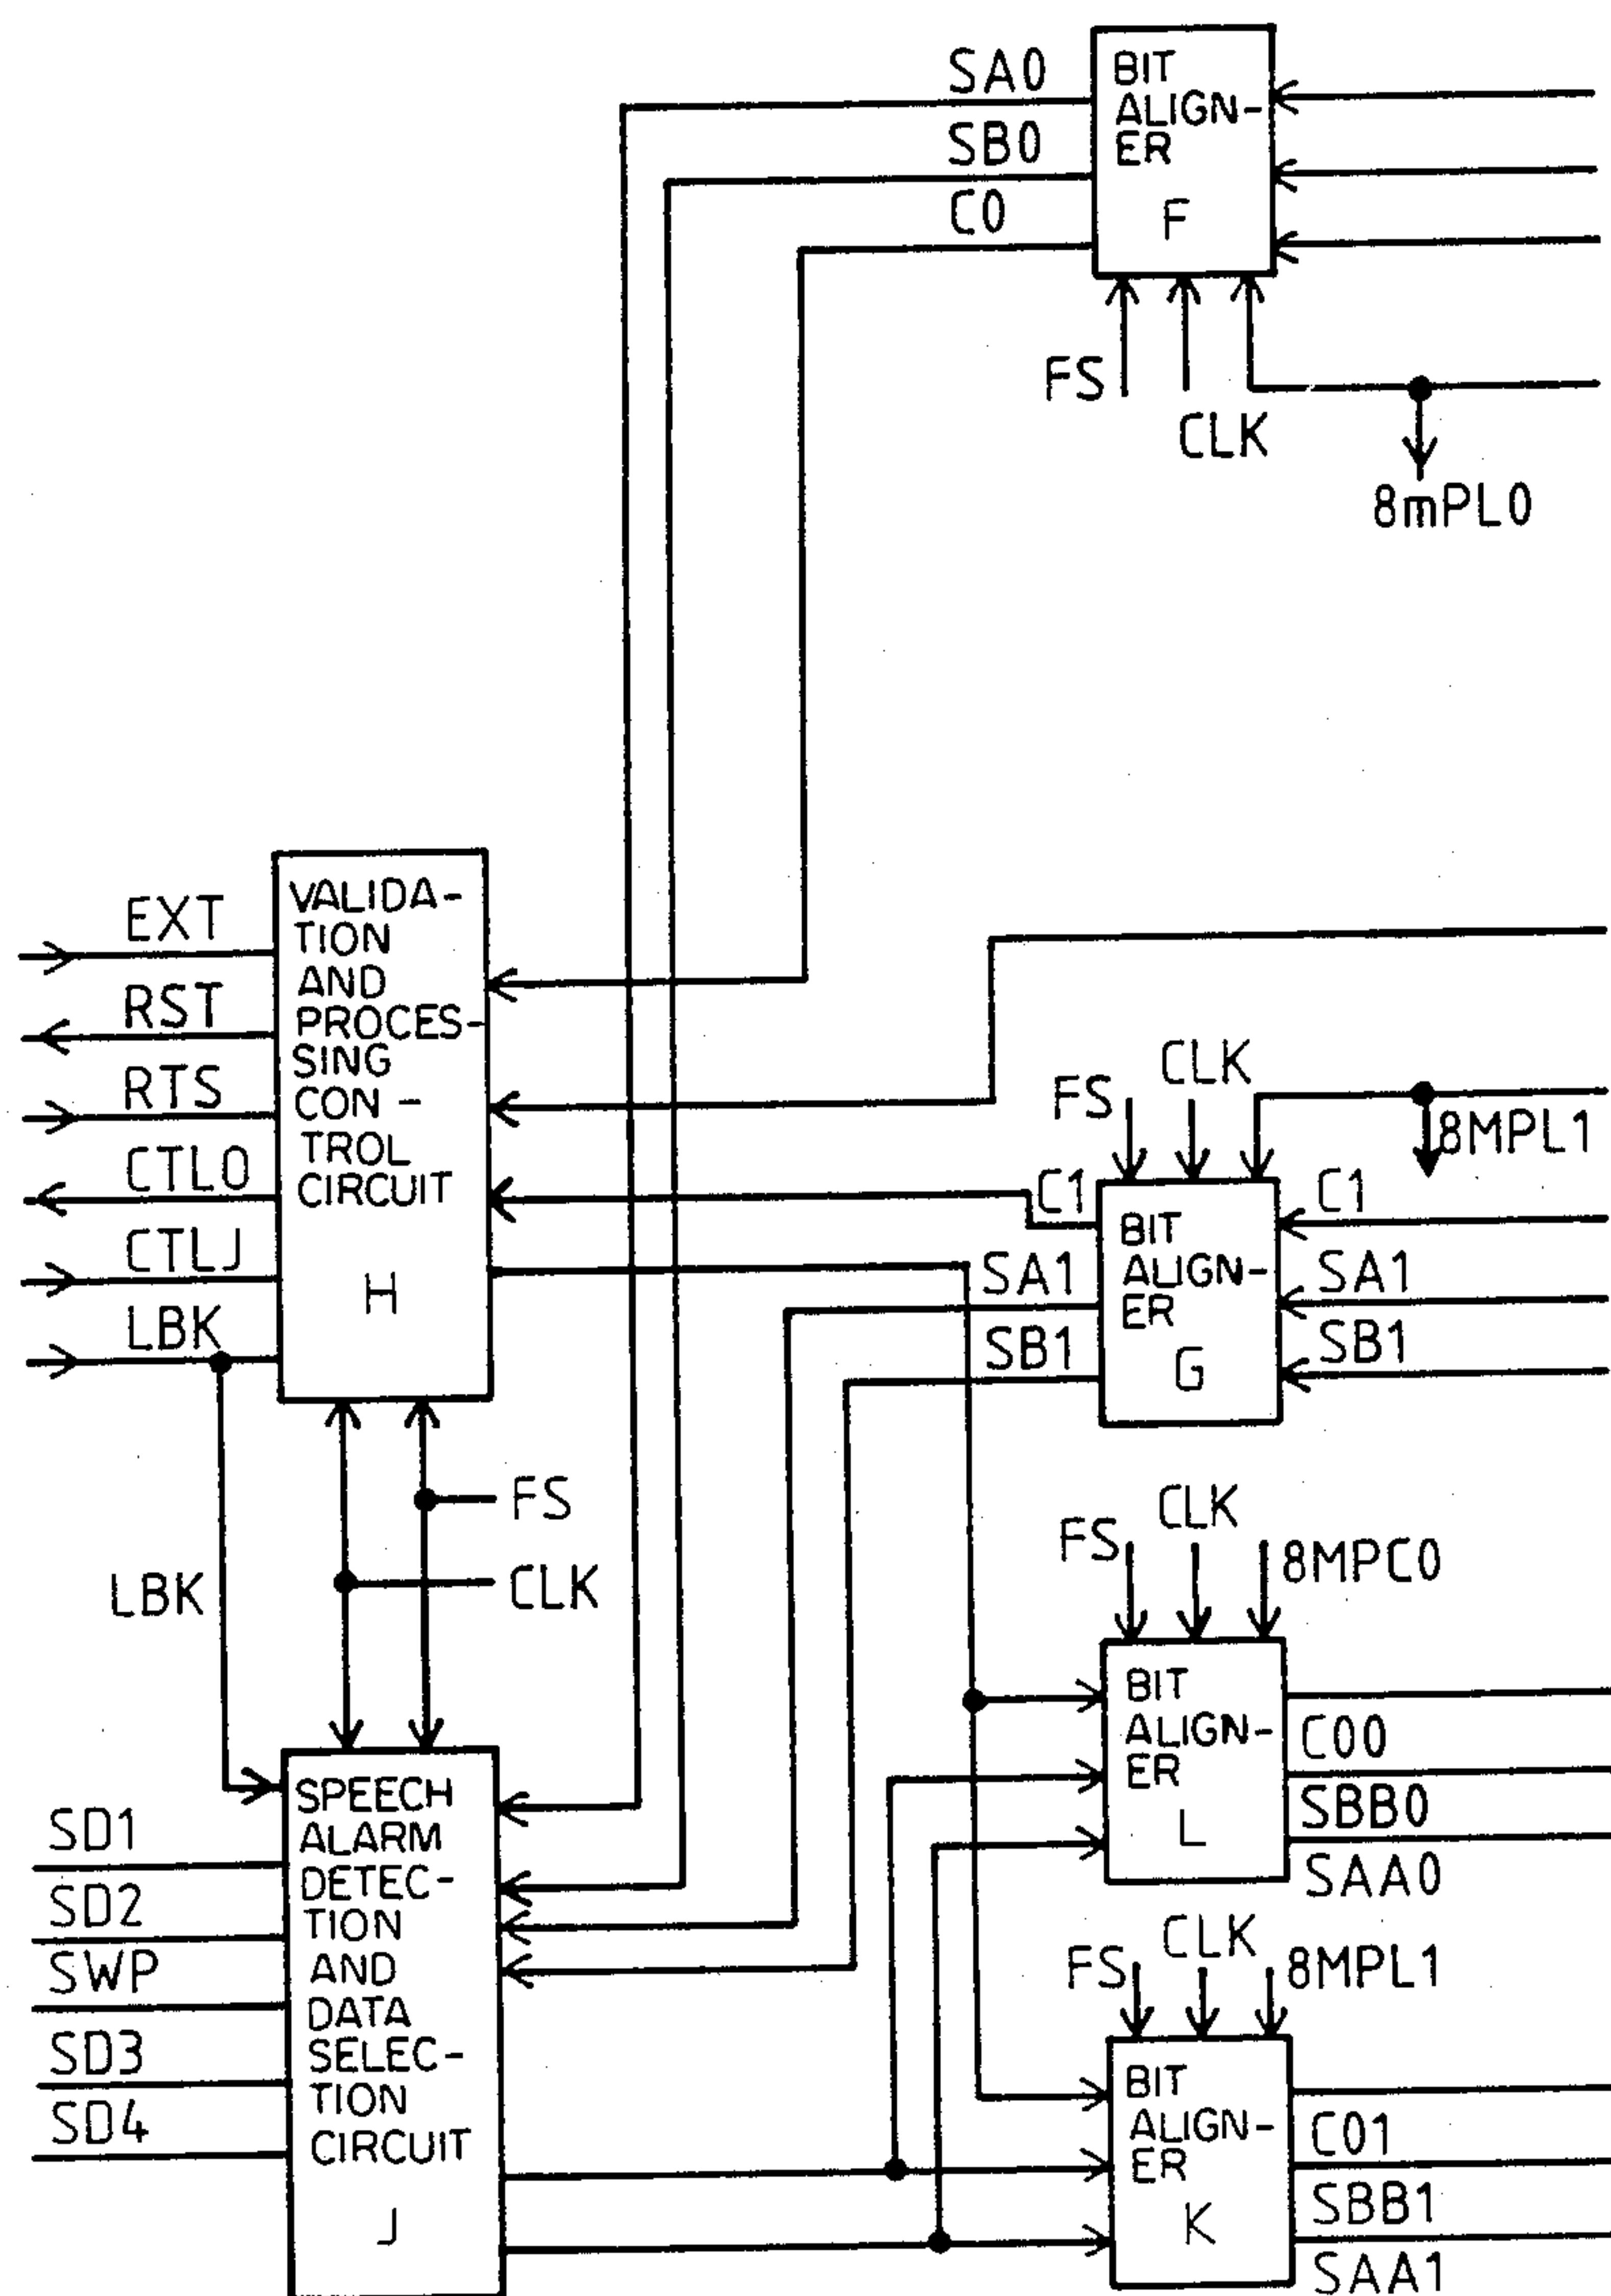 SA0
SB0
C0
BIT
ALIGN-
ER
F
FS
CLK
8mPL0
EXT
RST
RTS
CTLO
CTLJ
LBK
VALIDA-
TION
AND
PROCES-
SING
CON-
TROL
CIRCUIT
H
FS
CLK
8MPL1
C1
SA1
SB1
BIT
ALIGN-
ER
G
C1
SA1
SB1
FS
CLK
LBK
FS
CLK
8MPC0
BIT
ALIGN-
ER
L
C00
SBB0
SAA0
SD1
SD2
SWP
SD3
SD4
SPEECH
ALARM
DETEC-
TION
AND
DATA
SELEC-
TION
CIRCUIT
J
FS
CLK
8MPL1
BIT
ALIGN-
ER
K
C01
SBB1
SAA1